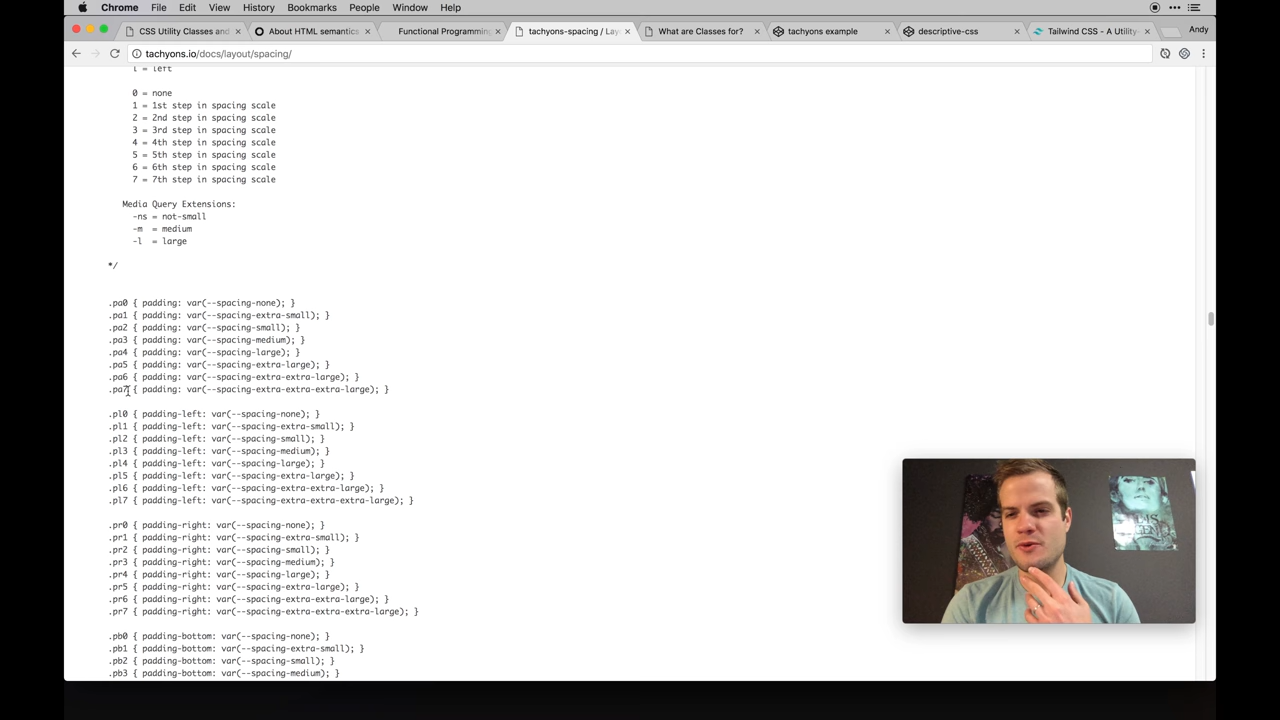 Chrome File Edit View History Bookmarks People Window Help
CSS Utility Classes and
About HTML semantics
Functional Programming
tachyons-spacing / Lay
What are Classes for?
tachyons example
descriptive-css
Tailwind CSS - A Utility
Andy
tachyons.io/docs/layout/spacing/
l = left
0 = none
1 = 1st step in spacing scale
2 = 2nd step in spacing scale
3 = 3rd step in spacing scale
4 = 4th step in spacing scale
5 = 5th step in spacing scale
6 = 6th step in spacing scale
7 = 7th step in spacing scale
Media Query Extensions:
-ns = not-small
-m = medium
-l = large
*/
.pa0 { padding: var(--spacing-none); }
.pa1 { padding: var(--spacing-extra-small); }
.pa2 { padding: var(--spacing-small); }
.pa3 { padding: var(--spacing-medium); }
.pa4 { padding: var(--spacing-large); }
.pa5 { padding: var(--spacing-extra-large); }
.pa6 { padding: var(--spacing-extra-extra-large); }
.pa7 { padding: var(--spacing-extra-extra-extra-large); }
.pl0 { padding-left: var(--spacing-none); }
.pl1 { padding-left: var(--spacing-extra-small); }
.pl2 { padding-left: var(--spacing-small); }
.pl3 { padding-left: var(--spacing-medium); }
.pl4 { padding-left: var(--spacing-large); }
.pl5 { padding-left: var(--spacing-extra-large); }
.pl6 { padding-left: var(--spacing-extra-extra-large); }
.pl7 { padding-left: var(--spacing-extra-extra-extra-large); }
.pr0 { padding-right: var(--spacing-none); }
.pr1 { padding-right: var(--spacing-extra-small); }
.pr2 { padding-right: var(--spacing-small); }
.pr3 { padding-right: var(--spacing-medium); }
.pr4 { padding-right: var(--spacing-large); }
.pr5 { padding-right: var(--spacing-extra-large); }
.pr6 { padding-right: var(--spacing-extra-extra-large); }
.pr7 { padding-right: var(--spacing-extra-extra-extra-large); }
.pb0 { padding-bottom: var(--spacing-none); }
.pb1 { padding-bottom: var(--spacing-extra-small); }
.pb2 { padding-bottom: var(--spacing-small); }
.pb3 { padding-bottom: var(--spacing-medium); }